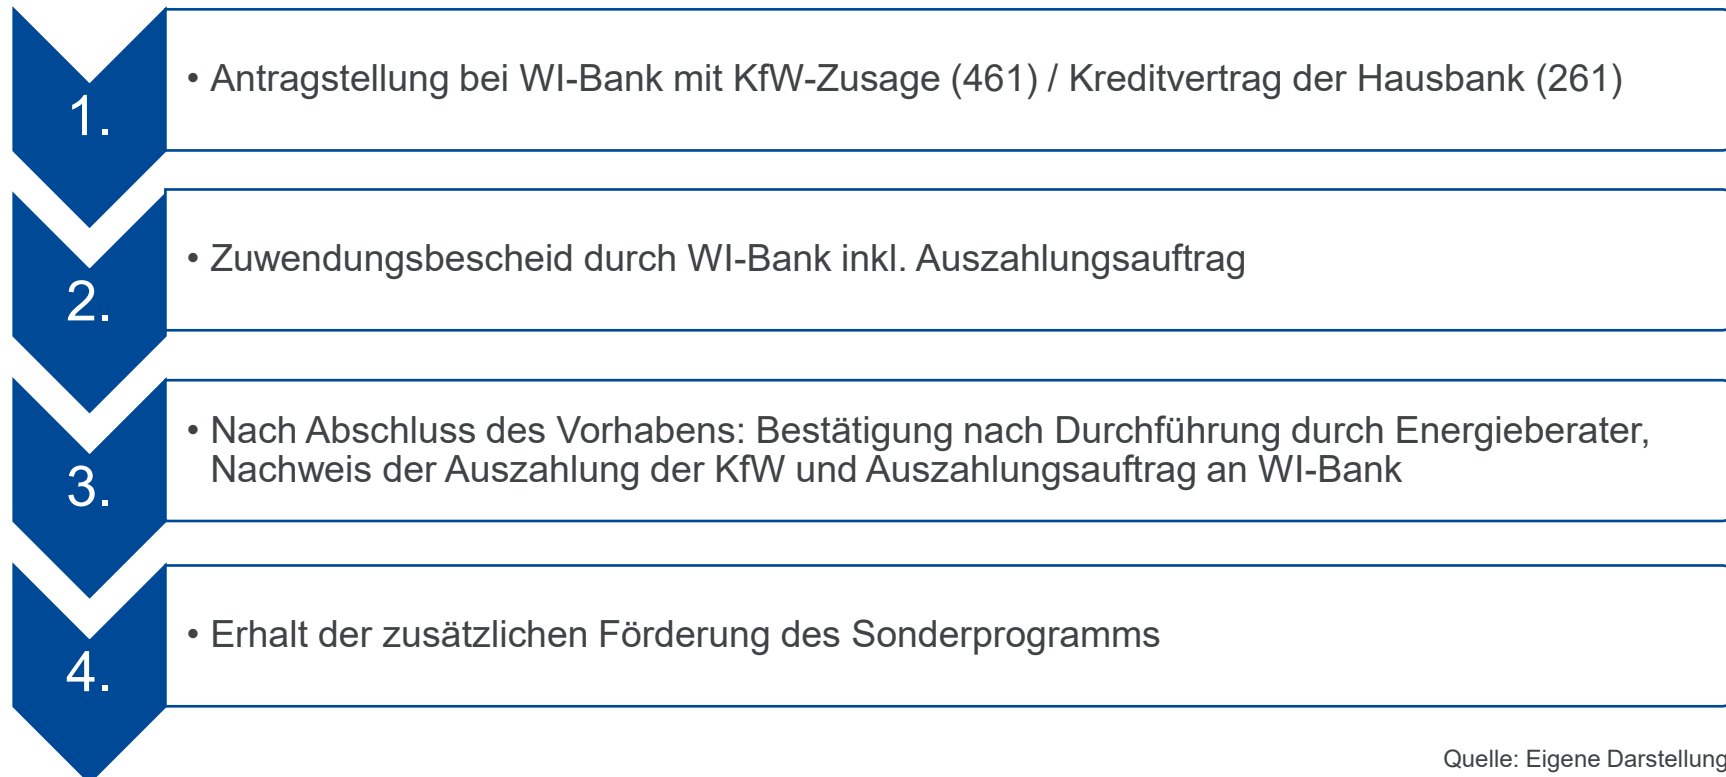 1.
• Antragstellung bei WI-Bank mit KfW-Zusage (461) / Kreditvertrag der Hausbank (261)
2.
• Zuwendungsbescheid durch WI-Bank inkl. Auszahlungsauftrag
3.
• Nach Abschluss des Vorhabens: Bestätigung nach Durchführung durch Energieberater,
Nachweis der Auszahlung der KfW und Auszahlungsauftrag an WI-Bank
4.
• Erhalt der zusätzlichen Förderung des Sonderprogramms
Quelle: Eigene Darstellung